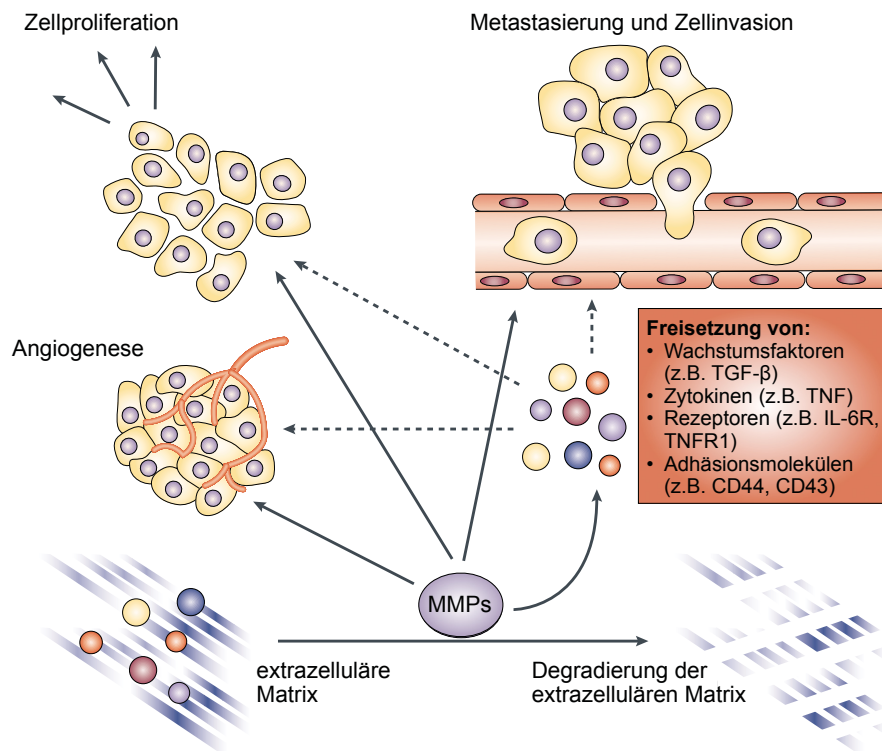 Zellproliferation
Metastasierung und Zellinvasion
Angiogenese
Freisetzung von:
• Wachstumsfaktoren
(z.B. TGF-β)
• Zytokinen (z.B. TNF)
• Rezeptoren (z.B. IL-6R,
TNFR1)
• Adhäsionsmolekülen
(z.B. CD44, CD43)
MMPs
extrazelluläre
Matrix
Degradierung der
extrazellulären Matrix